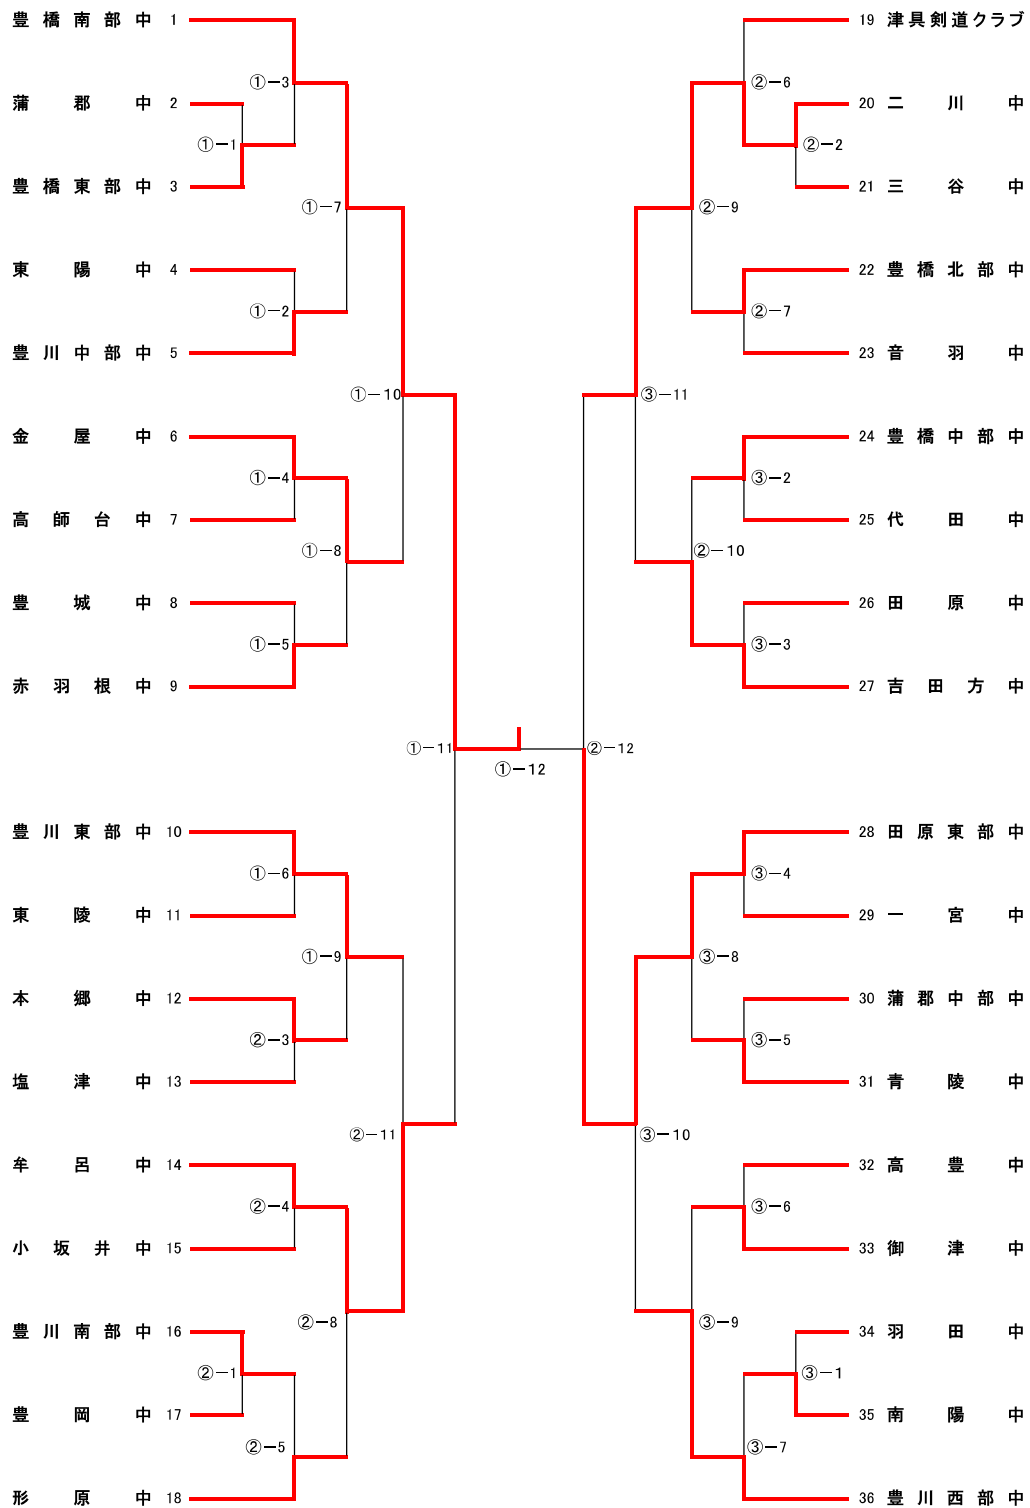 豊橋南部中 1
①－3
蒲郡中 2
①－1
豊橋東部中 3
①－7
東陽中 4
①－2
豊川中部中 5
①－10
金屋中 6
①－4
高師台中 7
①－8
豊城中 8
①－5
赤羽根中 9
①－11
①－12
豊川東部中 10
①－6
東陵中 11
①－9
本郷中 12
②－3
塩津中 13
②－11
牟呂中 14
②－4
小坂井中 15
②－8
豊川南部中 16
②－1
豊岡中 17
②－5
形原中 18
19 津具剣道クラブ
②－6
20 二川中
②－2
21 三谷中
②－9
22 豊橋北部中
②－7
23 音羽中
③－11
24 豊橋中部中
③－2
25 代田中
②－10
26 田原中
③－3
27 吉田方中
②－12
28 田原東部中
③－4
29 一宮中
③－8
30 蒲郡中部中
③－5
31 青陵中
③－10
32 高豊中
③－6
33 御津中
③－9
34 羽田中
③－1
35 南陽中
③－7
36 豊川西部中